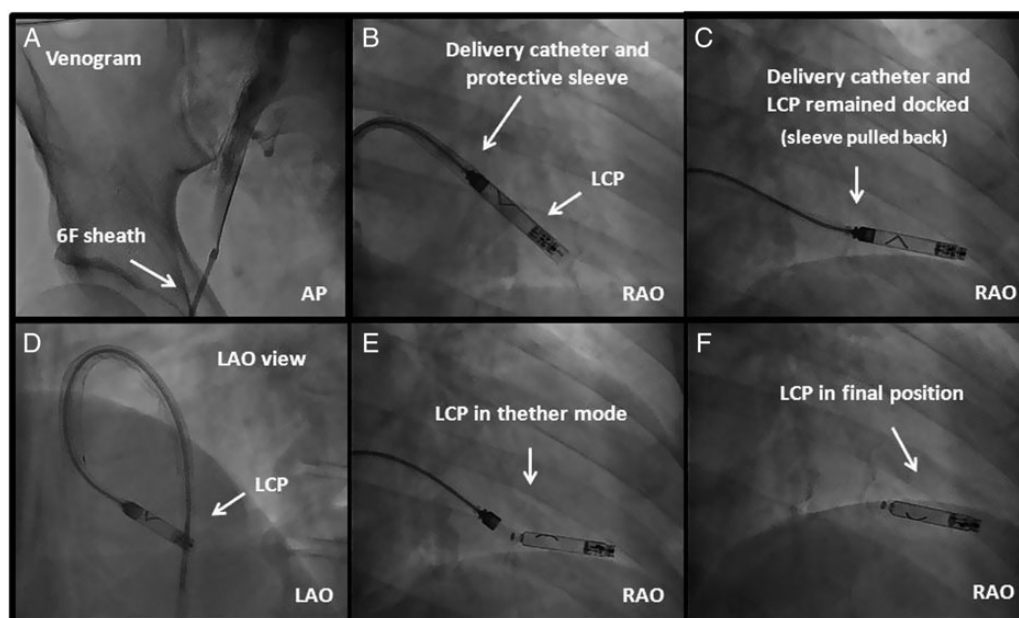 A
Venogram
6F sheath
AP
B
Delivery catheter and
protective sleeve
LCP
RAO
C
Delivery catheter and
LCP remained docked
(sleeve pulled back)
RAO
D
LAO view
LCP
LAO
E
LCP in thether mode
RAO
F
LCP in final position
RAO